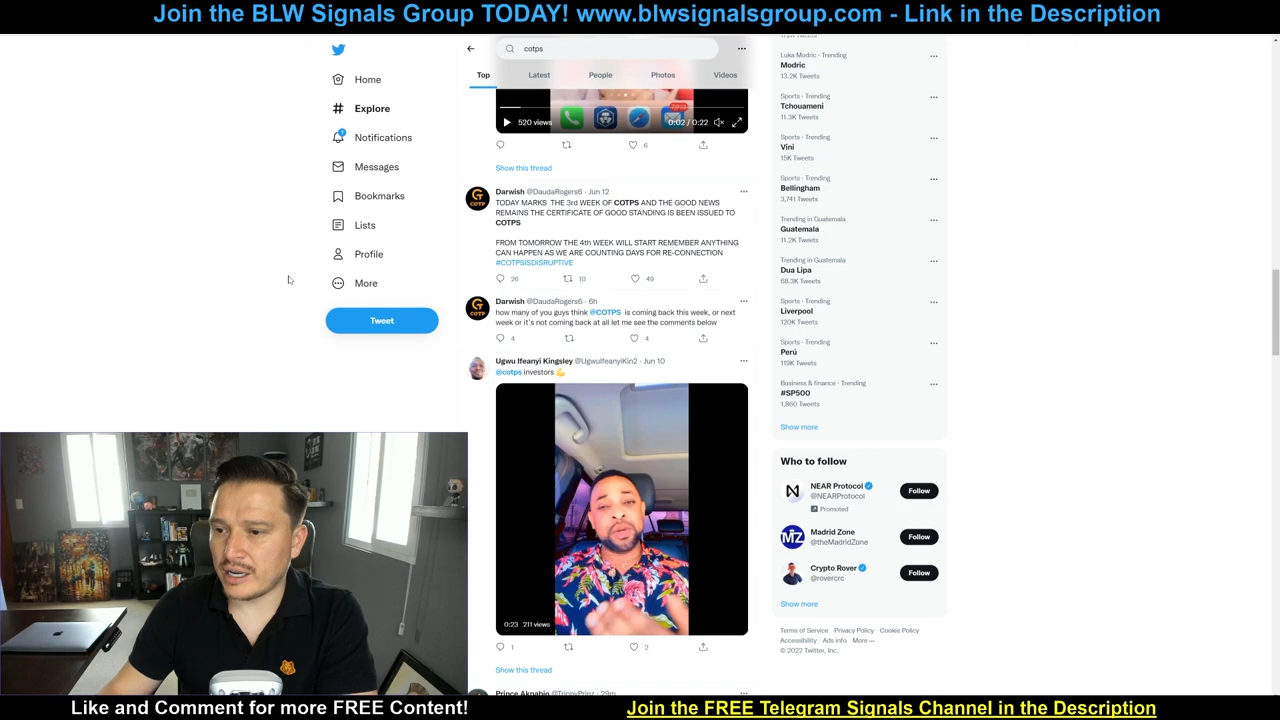 Join the BLW Signals Group TODAY! www.blwsignalsgroup.com - Link in the Description
cotps
Top
Latest
People
Photos
Videos
Home
Explore
Notifications
Messages
Bookmarks
Lists
Profile
More
Tweet
520 views
0:02 / 0:22
6
Show this thread
Darwish @DaudaRogers6 · Jun 12
TODAY MARKS THE 3rd WEEK OF COTPS AND THE GOOD NEWS
REMAINS THE CERTIFICATE OF GOOD STANDING IS BEEN ISSUED TO
COTPS
FROM TOMORROW THE 4th WEEK WILL START REMEMBER ANYTHING
CAN HAPPEN AS WE ARE COUNTING DAYS FOR RE-CONNECTION
#COTPSISDISRUPTIVE
26
10
49
Darwish @DaudaRogers6 · 6h
how many of you guys think @COTPS is coming back this week, or next
week or it's not coming back at all let me see the comments below
4
4
Ugwu Ifeanyi Kingsley @UgwuIfeanyiKin2 · Jun 10
@cotps investors
0:23 211 views
1
2
Show this thread
Luka Modric · Trending
Modric
13.2K Tweets
Sports · Trending
Tchouameni
11.3K Tweets
Sports · Trending
Vini
15K Tweets
Sports · Trending
Bellingham
3,741 Tweets
Trending in Guatemala
Guatemala
11.2K Tweets
Trending in Guatemala
Dua Lipa
68.3K Tweets
Sports · Trending
Liverpool
120K Tweets
Sports · Trending
Perú
119K Tweets
Business & finance · Trending
#SP500
1,860 Tweets
Show more
Who to follow
NEAR Protocol
@NEARProtocol
Promoted
Follow
Madrid Zone
@theMadridZone
Follow
Crypto Rover
@rovercrc
Follow
Show more
Terms of Service Privacy Policy Cookie Policy
Accessibility Ads info More
© 2022 Twitter, Inc.
Like and Comment for more FREE Content!
Join the FREE Telegram Signals Channel in the Description